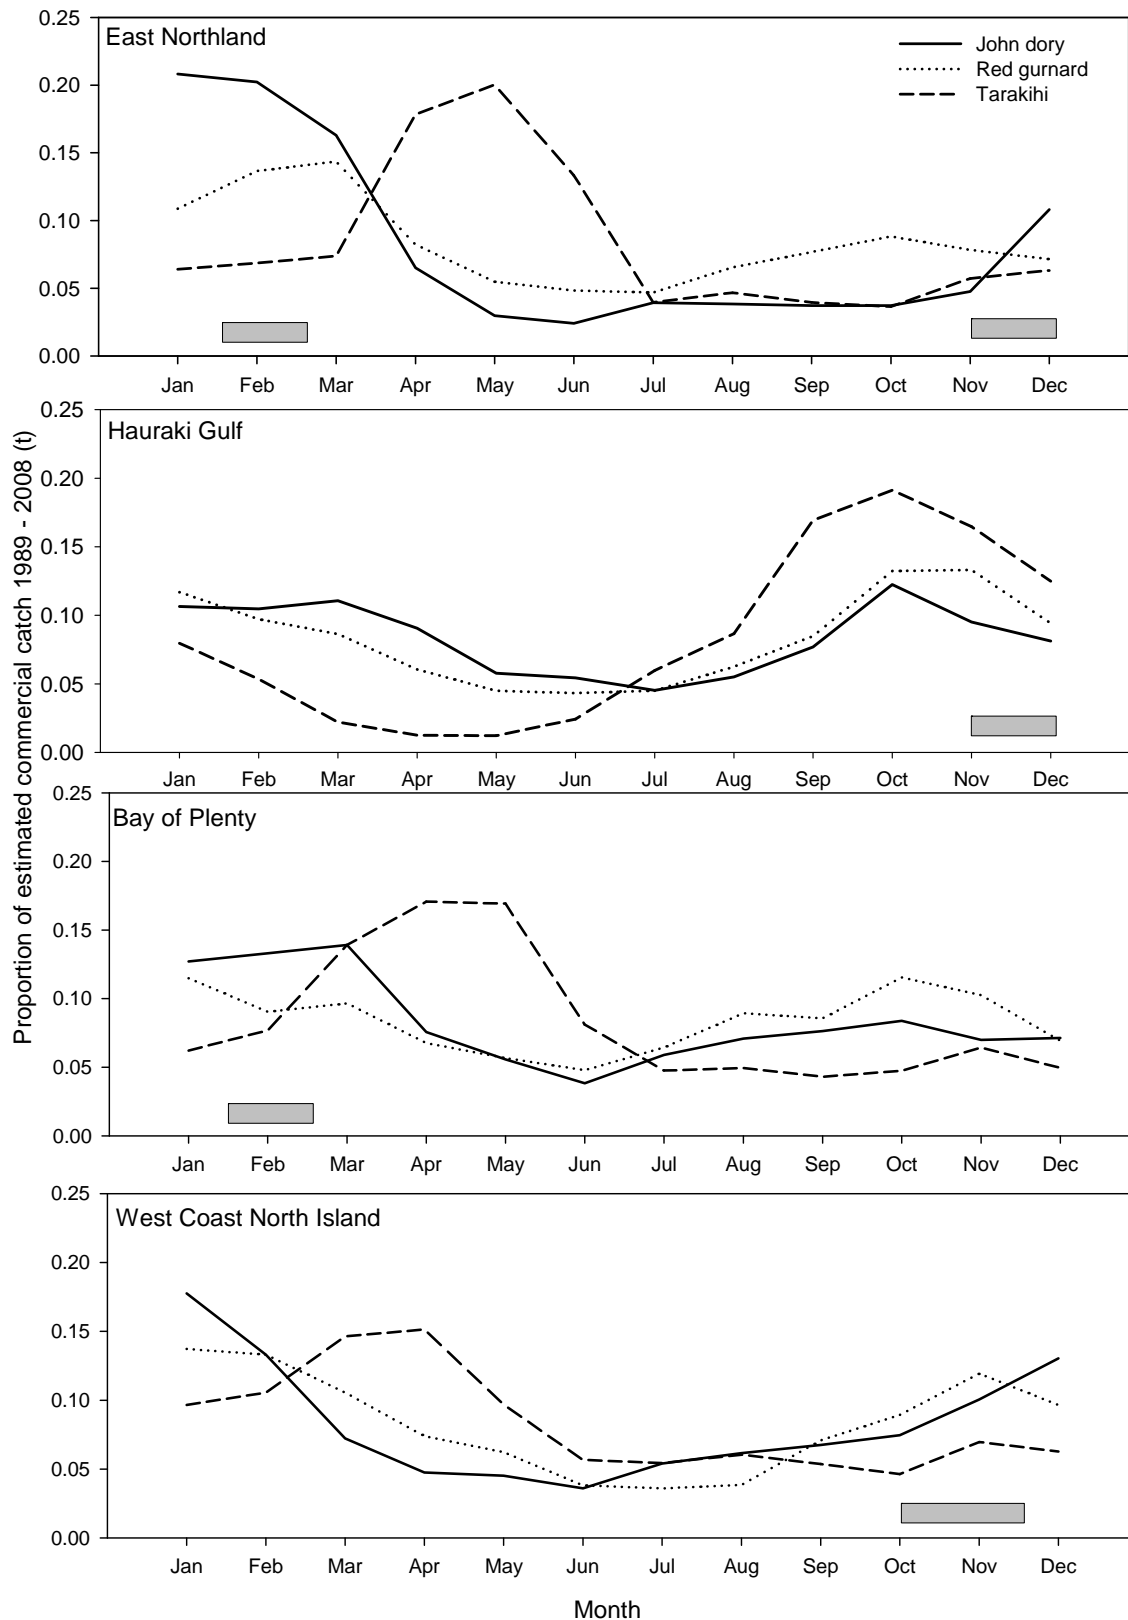 East Northland
John dory
Red gurnard
Tarakihi
0.25
0.20
0.15
0.10
0.05
0.00
Jan Feb Mar Apr May Jun Jul Aug Sep Oct Nov Dec
Proportion of estimated commercial catch 1989 - 2008 (t)
Hauraki Gulf
0.25
0.20
0.15
0.10
0.05
0.00
Jan Feb Mar Apr May Jun Jul Aug Sep Oct Nov Dec
Bay of Plenty
0.25
0.20
0.15
0.10
0.05
0.00
Jan Feb Mar Apr May Jun Jul Aug Sep Oct Nov Dec
West Coast North Island
0.25
0.20
0.15
0.10
0.05
0.00
Jan Feb Mar Apr May Jun Jul Aug Sep Oct Nov Dec
Month